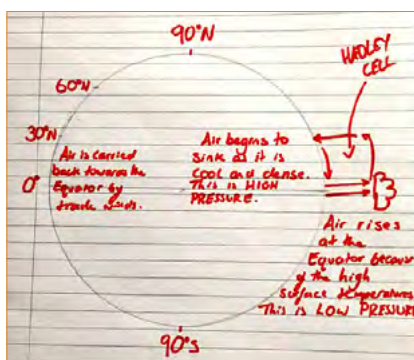 90°N
HADLEY
CELL
60°N
30°N
Air is carried
back towards the
Equator by
trade winds.
Air begins to
sink as it is
cool and dense.
This is HIGH
PRESSURE.
0°
Air rises
at the
Equator because
of the high
surface temperatures
This is LOW PRESSURE
90°S